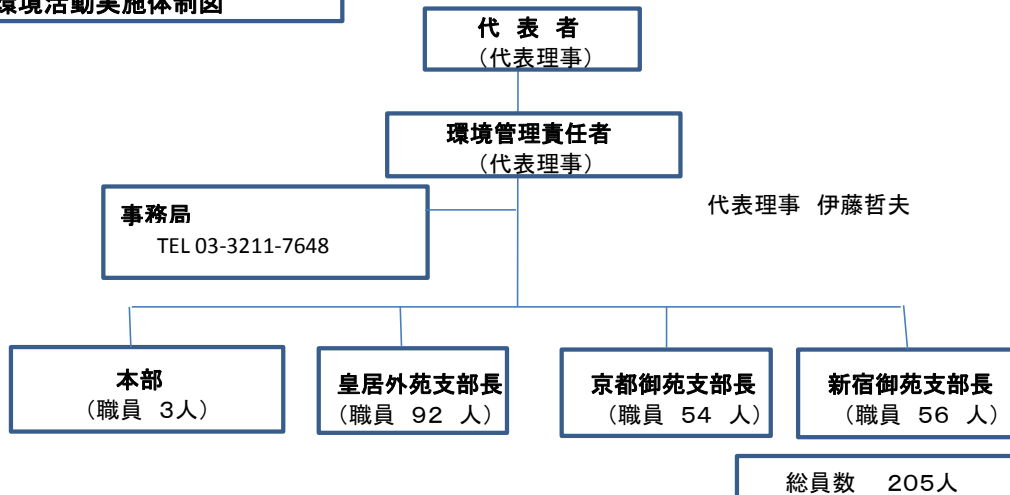 環境活動実施体制図
代 表 者
（代表理事）
環境管理責任者
（代表理事）
代表理事 伊藤哲夫
事務局
TEL 03-3211-7648
本部
（職員 3人）
皇居外苑支部長
（職員 92 人）
京都御苑支部長
（職員 54 人）
新宿御苑支部長
（職員 56 人）
総員数 205人